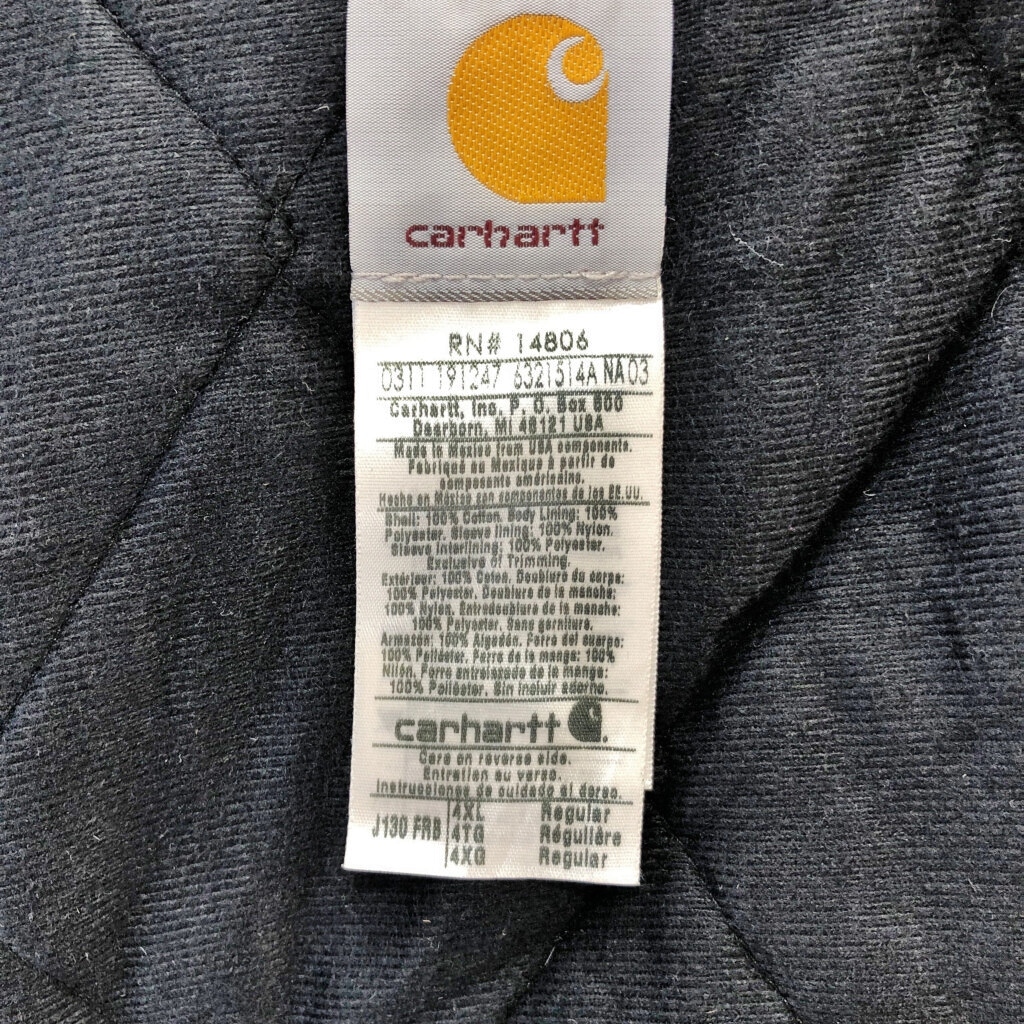 carhartt
RN# 14806
0311 191247 6321514A NA03
Carhartt, Inc. P. O. Box 600
Dearborn, MI 48121 USA
Made in Mexico from USA components.
Fabriqué au Mexique à partir de
composants américains.
Hecho en México con componentes de los EE.UU.
Shell: 100% Cotton. Body Lining: 100%
Polyester. Sleeve lining: 100% Nylon.
Sleeve Interlining: 100% Polyester.
Exclusive of Trimming.
Extérieur: 100% Coton. Doublure du corps:
100% Polyester. Doublure de la manche:
100% Nylon. Entredoublure de la manche:
100% Polyester. Sans garniture.
Armazón: 100% Algodón. Forro del cuerpo:
100% Poliéster. Forro de la manga: 100%
Nilón. Forro entrelazado de la manga:
100% Poliéster. Sin incluir adorno.
carhartt
Care on reverse side.
Entretien au verso.
Instrucciones de cuidado al dorso.
J130 FRB
4XL Regular
4TG Régulière
4XG Regular